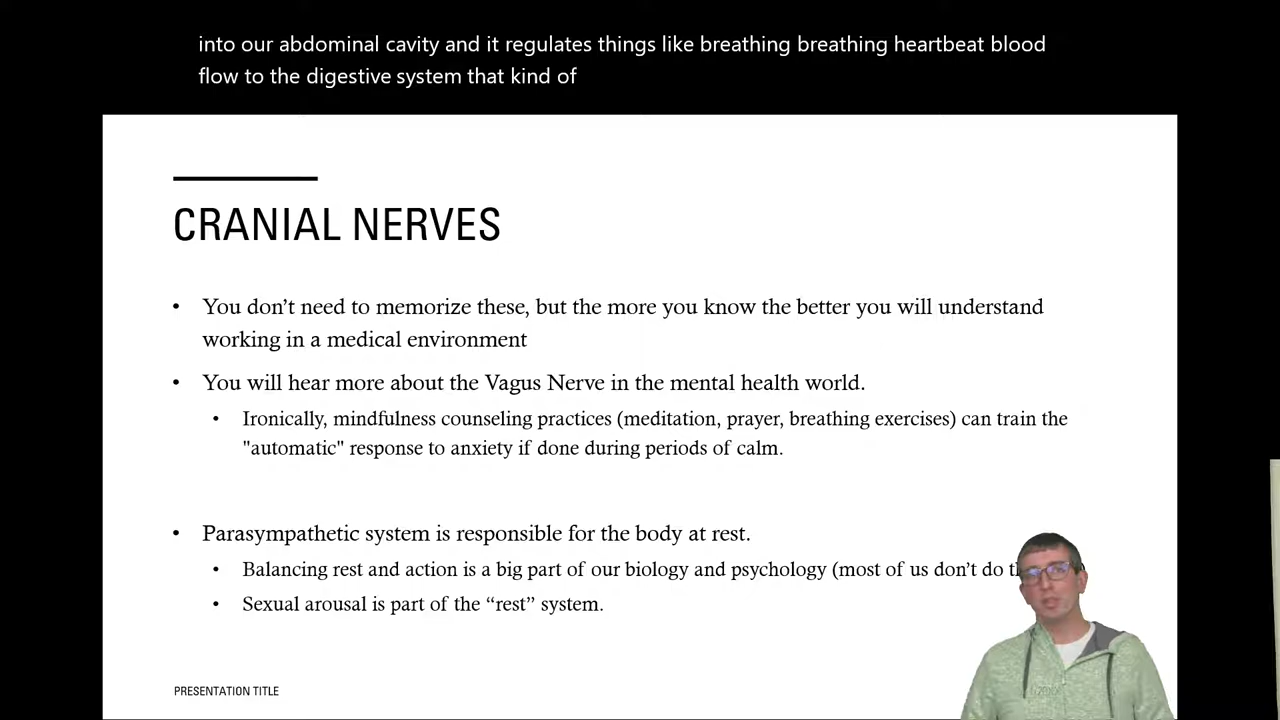 into our abdominal cavity and it regulates things like breathing breathing heartbeat blood
flow to the digestive system that kind of
CRANIAL NERVES
• You don't need to memorize these, but the more you know the better you will understand
working in a medical environment
• You will hear more about the Vagus Nerve in the mental health world.
• Ironically, mindfulness counseling practices (meditation, prayer, breathing exercises) can train the
"automatic" response to anxiety if done during periods of calm.
• Parasympathetic system is responsible for the body at rest.
• Balancing rest and action is a big part of our biology and psychology (most of us don't do
• Sexual arousal is part of the “rest” system.
PRESENTATION TITLE